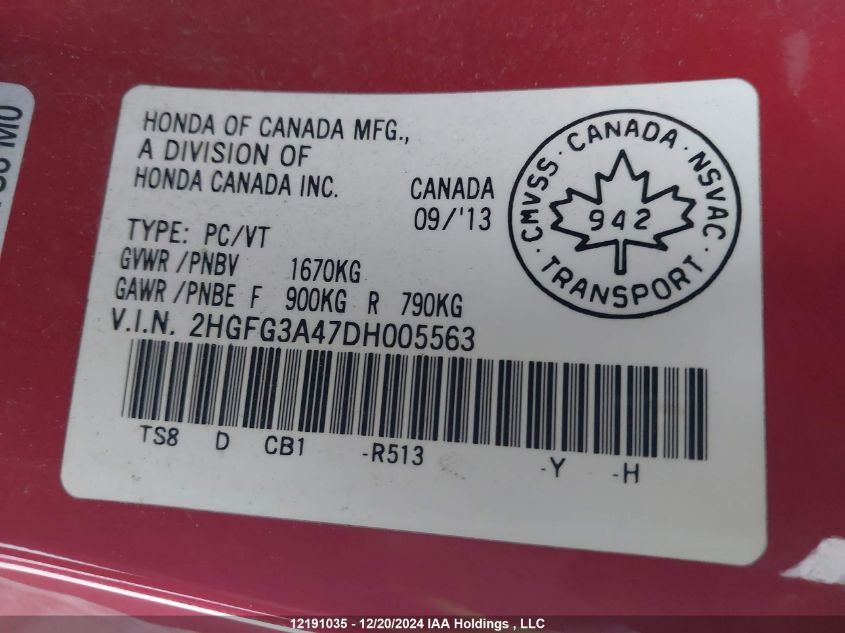 HONDA OF CANADA MFG.,
A DIVISION OF
HONDA CANADA INC.
CANADA
09/'13
TYPE: PC/VT
GVWR /PNBV 1670KG
GAWR /PNBE F 900KG R 790KG
V.I.N. 2HGFG3A47DH005563
TS8 D CB1 -R513 -Y -H
CMVSS · CANADA · NSVAC · TRANSPORT ·
942
12191035 - 12/20/2024 IAA Holdings , LLC